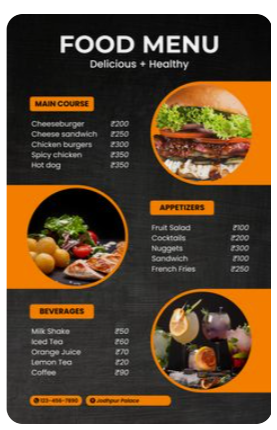 FOOD MENU
Delicious + Healthy
MAIN COURSE
Cheeseburger ₹200
Cheese sandwich ₹250
Chicken burgers ₹300
Spicy chicken ₹350
Hot dog ₹350
APPETIZERS
Fruit Salad ₹100
Cocktails ₹200
Nuggets ₹300
Sandwich ₹100
French Fries ₹250
BEVERAGES
Milk Shake ₹50
Iced Tea ₹60
Orange Juice ₹70
Lemon Tea ₹20
Coffee ₹90
123-456-7890 Jodhpur Palace